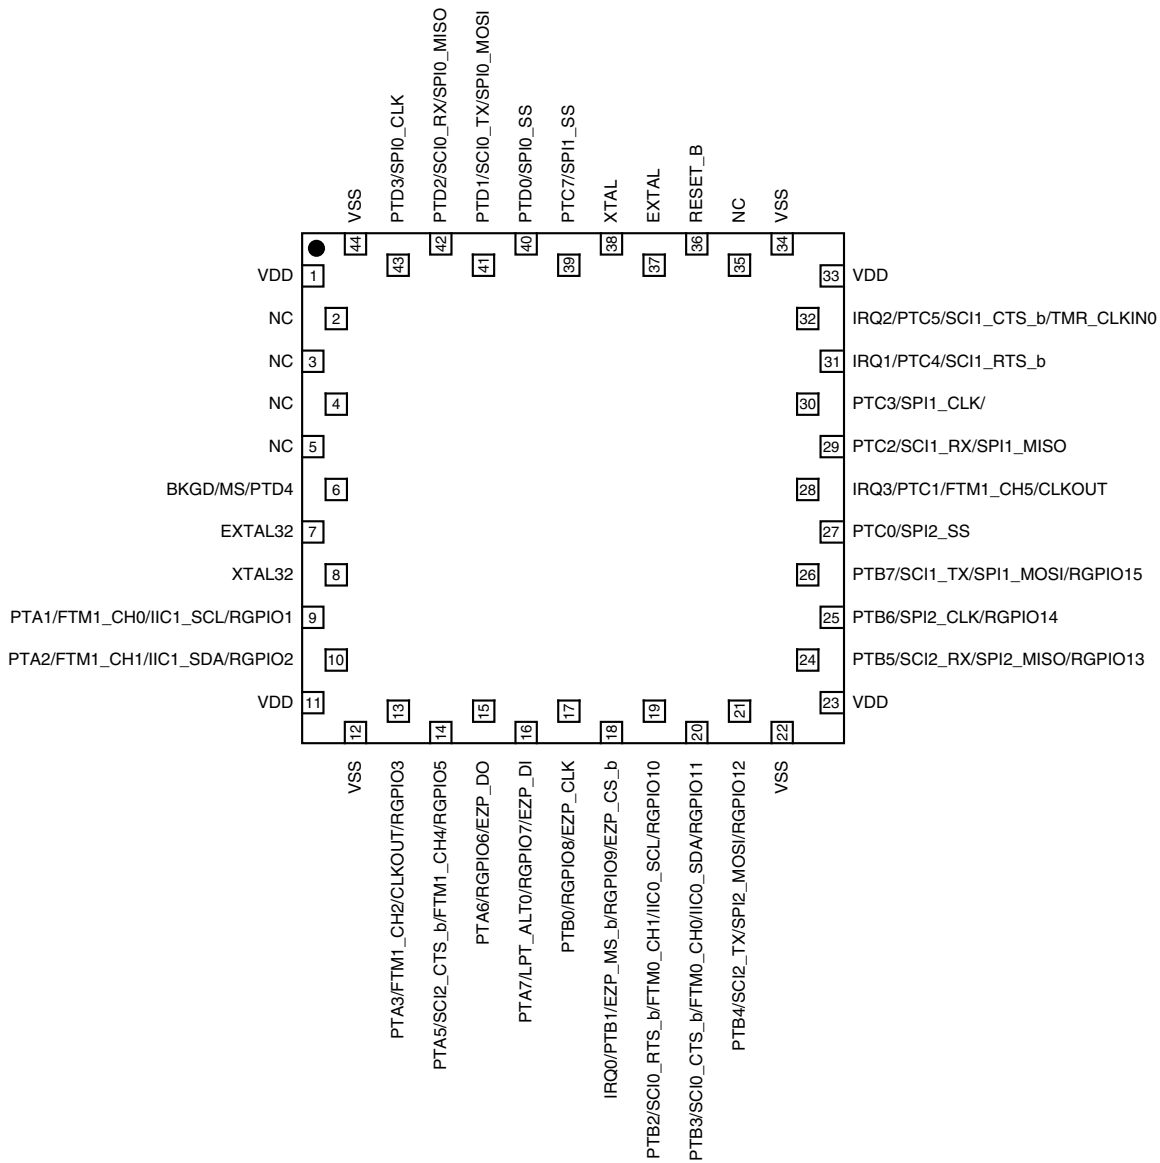 VSS
PTD3/SPI0_CLK
PTD2/SCI0_RX/SPI0_MISO
PTD1/SCI0_TX/SPI0_MOSI
PTD0/SPI0_SS
PTC7/SPI1_SS
XTAL
EXTAL
RESET_B
NC
VSS
44
43
42
41
40
39
38
37
36
35
34
VDD 1
NC 2
NC 3
NC 4
NC 5
BKGD/MS/PTD4 6
EXTAL32 7
XTAL32 8
PTA1/FTM1_CH0/IIC1_SCL/RGPIO1 9
PTA2/FTM1_CH1/IIC1_SDA/RGPIO2 10
VDD 11
33 VDD
32 IRQ2/PTC5/SCI1_CTS_b/TMR_CLKIN0
31 IRQ1/PTC4/SCI1_RTS_b
30 PTC3/SPI1_CLK/
29 PTC2/SCI1_RX/SPI1_MISO
28 IRQ3/PTC1/FTM1_CH5/CLKOUT
27 PTC0/SPI2_SS
26 PTB7/SCI1_TX/SPI1_MOSI/RGPIO15
25 PTB6/SPI2_CLK/RGPIO14
24 PTB5/SCI2_RX/SPI2_MISO/RGPIO13
23 VDD
12
13
14
15
16
17
18
19
20
21
22
VSS
PTA3/FTM1_CH2/CLKOUT/RGPIO3
PTA5/SCI2_CTS_b/FTM1_CH4/RGPIO5
PTA6/RGPIO6/EZP_DO
PTA7/LPT_ALT0/RGPIO7/EZP_DI
PTB0/RGPIO8/EZP_CLK
IRQ0/PTB1/EZP_MS_b/RGPIO9/EZP_CS_b
PTB2/SCI0_RTS_b/FTM0_CH1/IIC0_SCL/RGPIO10
PTB3/SCI0_CTS_b/FTM0_CH0/IIC0_SDA/RGPIO11
PTB4/SCI2_TX/SPI2_MOSI/RGPIO12
VSS